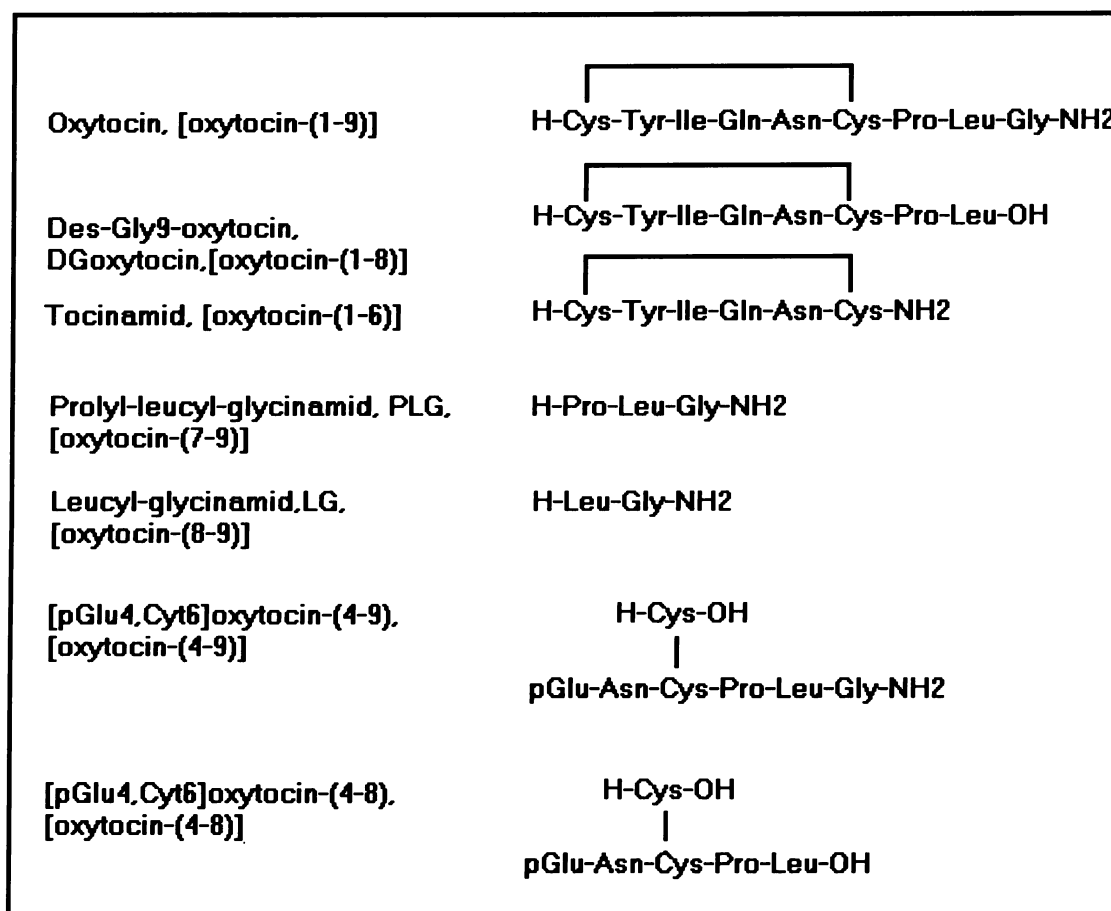 Oxytocin, [oxytocin-(1-9)]
H-Cys-Tyr-Ile-Gln-Asn-Cys-Pro-Leu-Gly-NH2
Des-Gly9-oxytocin,
DGoxytocin,[oxytocin-(1-8)]
H-Cys-Tyr-Ile-Gln-Asn-Cys-Pro-Leu-OH
Tocinamid, [oxytocin-(1-6)]
H-Cys-Tyr-Ile-Gln-Asn-Cys-NH2
Prolyl-leucyl-glycinamid, PLG,
[oxytocin-(7-9)]
H-Pro-Leu-Gly-NH2
Leucyl-glycinamid,LG,
[oxytocin-(8-9)]
H-Leu-Gly-NH2
[pGlu4,Cyt6]oxytocin-(4-9),
[oxytocin-(4-9)]
H-Cys-OH
pGlu-Asn-Cys-Pro-Leu-Gly-NH2
[pGlu4,Cyt6]oxytocin-(4-8),
[oxytocin-(4-8)]
H-Cys-OH
pGlu-Asn-Cys-Pro-Leu-OH